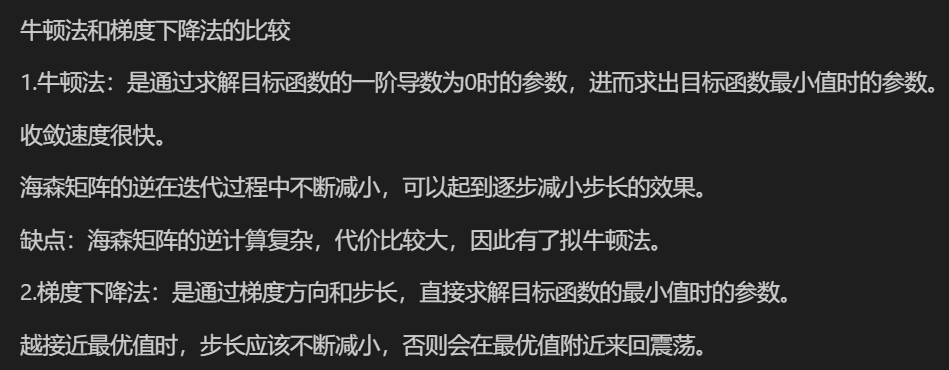 牛顿法和梯度下降法的比较
1.牛顿法：是通过求解目标函数的一阶导数为0时的参数，进而求出目标函数最小值时的参数。
收敛速度很快。
海森矩阵的逆在迭代过程中不断减小，可以起到逐步减小步长的效果。
缺点：海森矩阵的逆计算复杂，代价比较大，因此有了拟牛顿法。
2.梯度下降法：是通过梯度方向和步长，直接求解目标函数的最小值时的参数。
越接近最优值时，步长应该不断减小，否则会在最优值附近来回震荡。